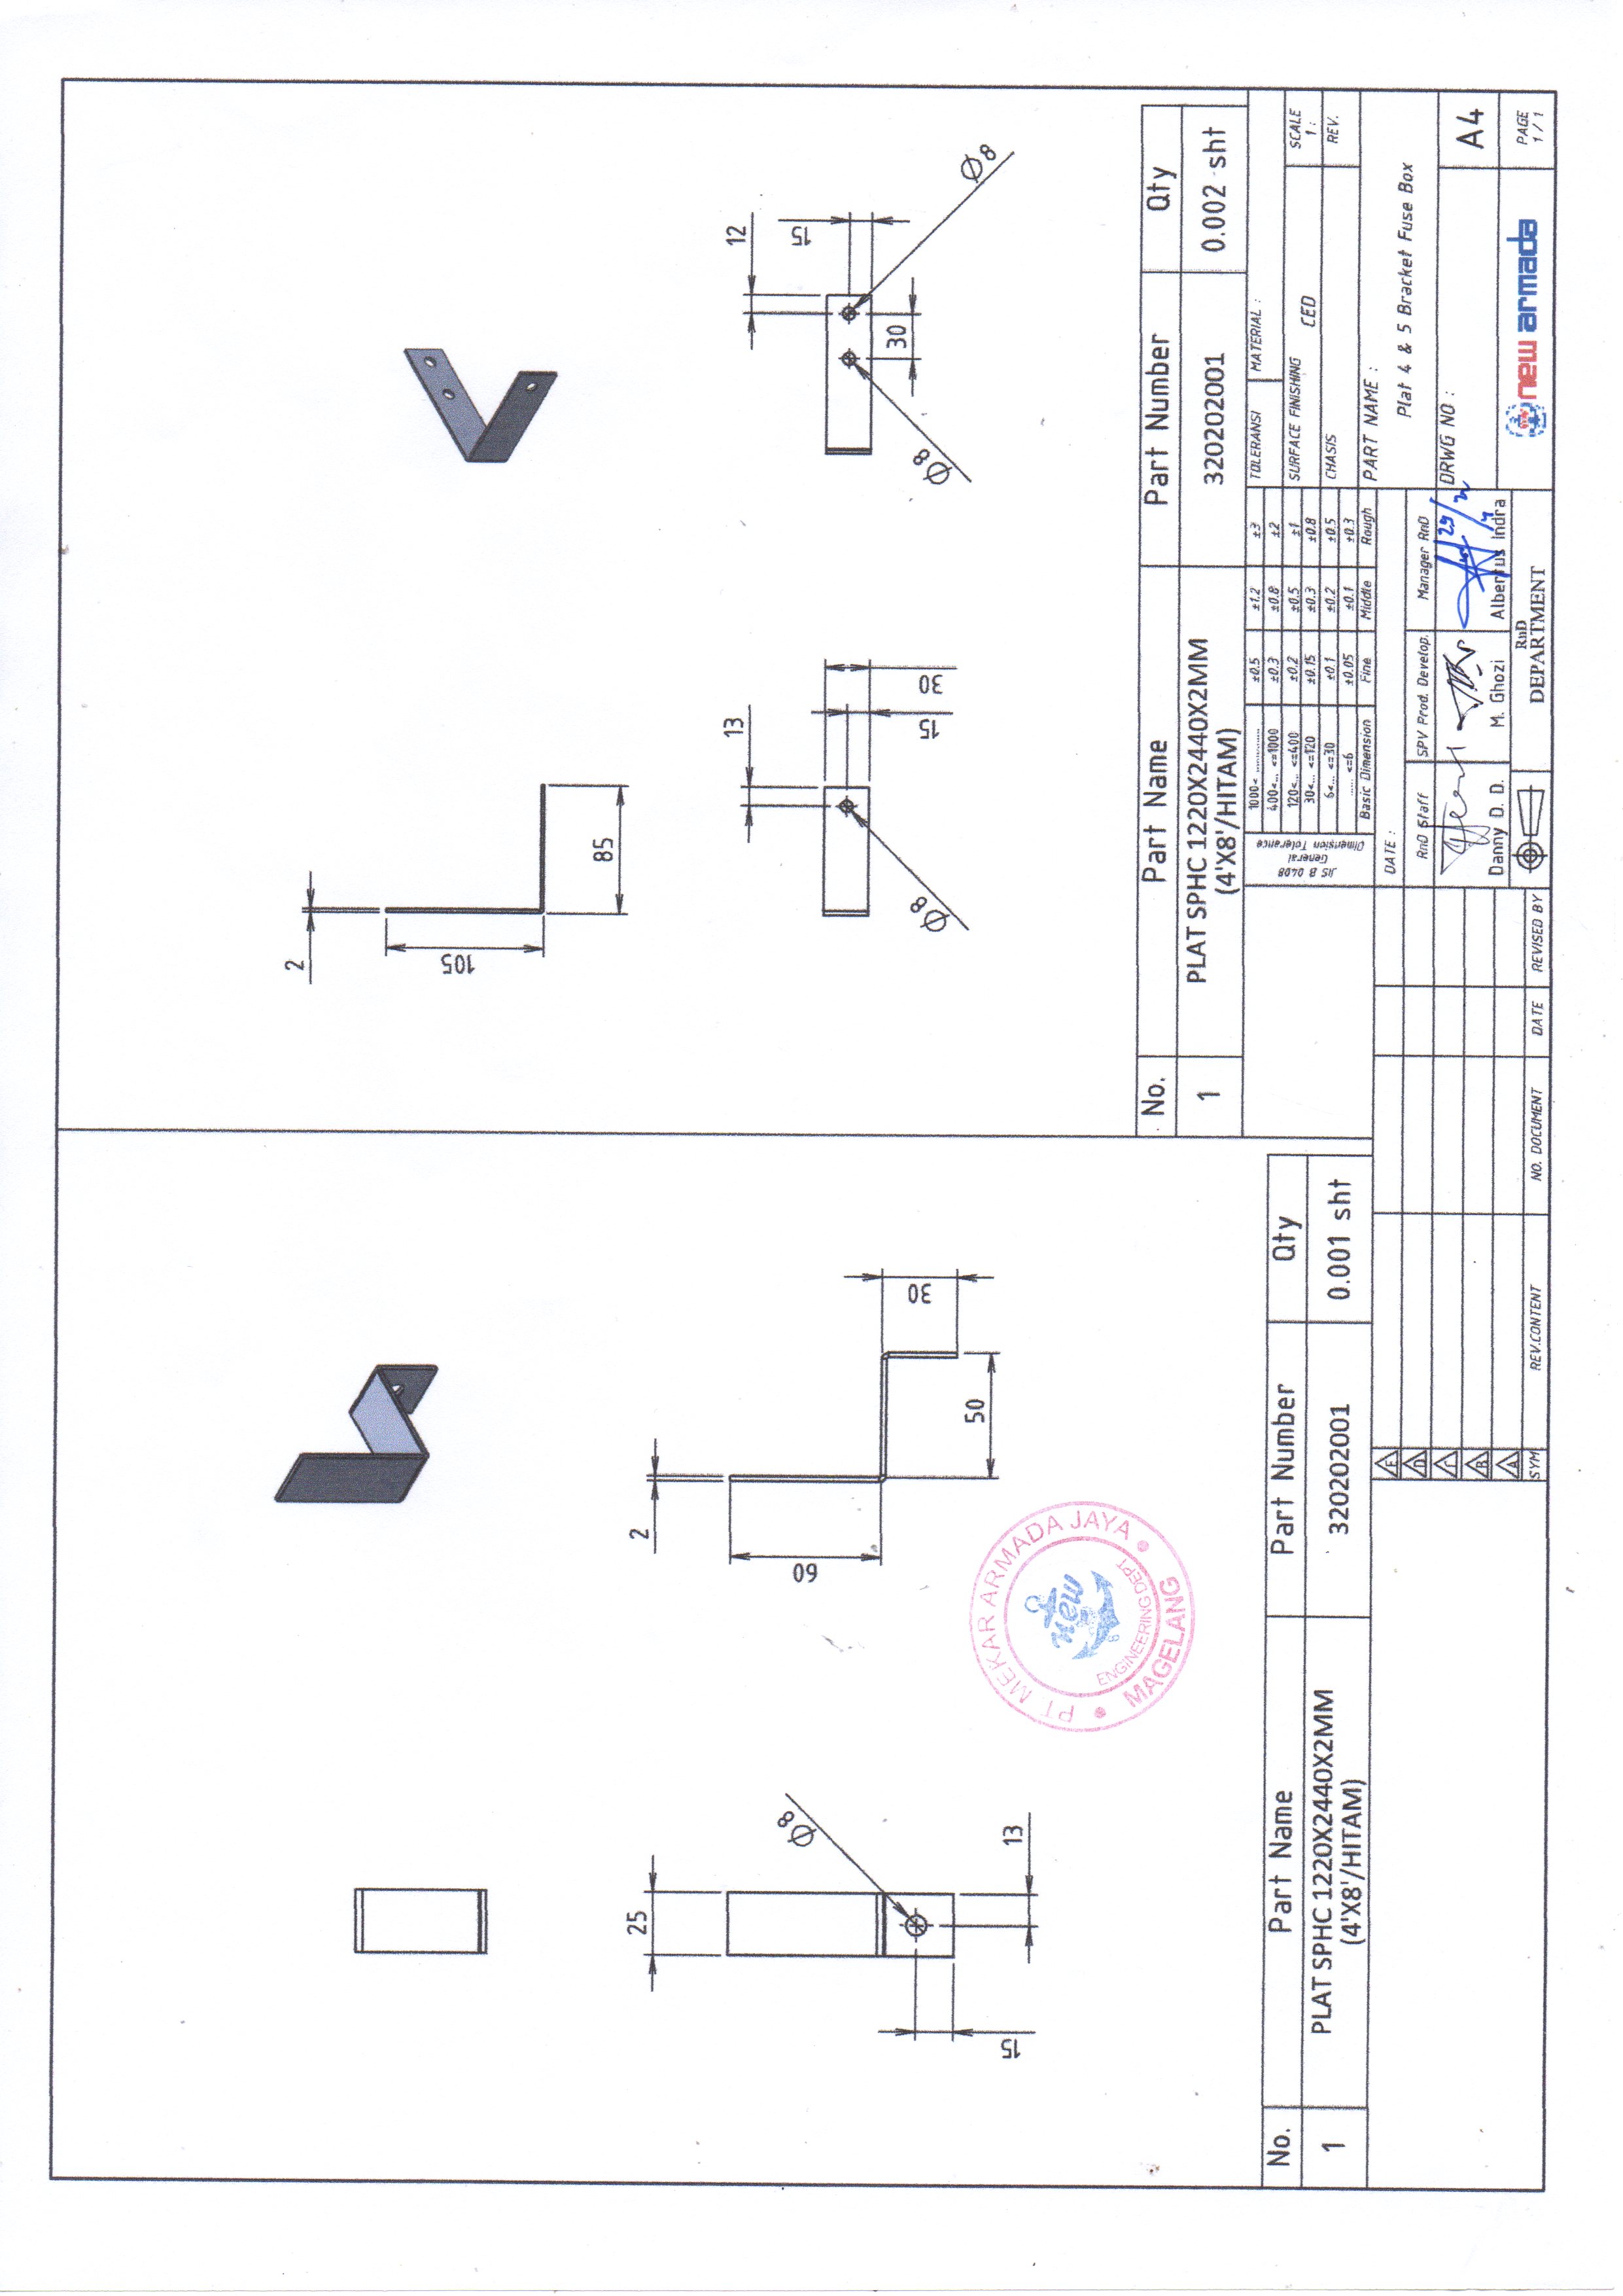 2
105
85
25
2
60
Ø8
30
50
15
13
13
12
15
30
15
30
Ø8
Ø8
Ø8
PT MEKAR ARMADA JAYA
new
ENGINEERING DEPT
MAGELANG
No. Part Name Part Number Qty
1 PLAT SPHC 1220X2440X2MM (4'X8'/HITAM) 320202001 0.002 sht
No. Part Name Part Number Qty
1 PLAT SPHC 1220X2440X2MM (4'X8'/HITAM) 320202001 0.001 sht
JIS B 0408
General
Dimension Tolerance
1000< .............. ±0.5 ±1.2 ±3
400<... <=1000 ±0.3 ±0.8 ±2
120<... <=400 ±0.2 ±0.5 ±1
30<... <=120 ±0.15 ±0.3 ±0.8
6<... <=30 ±0.1 ±0.2 ±0.5
...... <=6 ±0.05 ±0.1 ±0.3
Basic Dimension Fine Middle Rough
TOLERANSI MATERIAL :
SURFACE FINISHING
CED
SCALE
1 :
CHASIS
REV.
PART NAME :
Plat 4 & 5 Bracket Fuse Box
DATE :
RnD Staff SPV Prod. Develop. Manager RnD
Danny D. D. M. Ghozi Albertus Indra
DRWG NO :
A4
RnD
DEPARTMENT
new armada
PAGE
1 / 1
E
D
C
B
A
SYM REV.CONTENT NO. DOCUMENT DATE REVISED BY